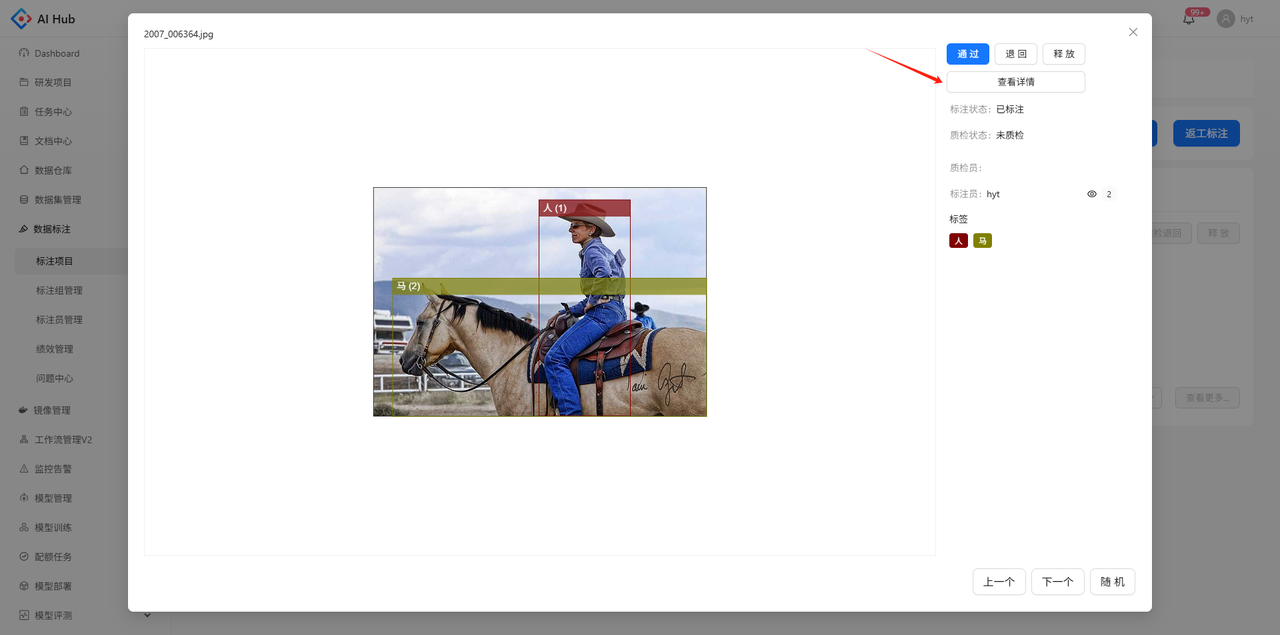 AI Hub
99+
hyt
Dashboard
研发项目
任务中心
文档中心
数据仓库
数据集管理
数据标注
标注项目
标注组管理
标注员管理
绩效管理
问题中心
镜像管理
工作流管理V2
监控告警
模型管理
模型训练
配额任务
模型部署
模型评测
2007_006364.jpg
人 (1)
马 (2)
通 过
退 回
释 放
查看详情
标注状态: 已标注
质检状态: 未质检
质检员:
标注员: hyt
2
标签
人
马
上一个
下一个
随 机
返工标注
检退回
释 放
查看更多...